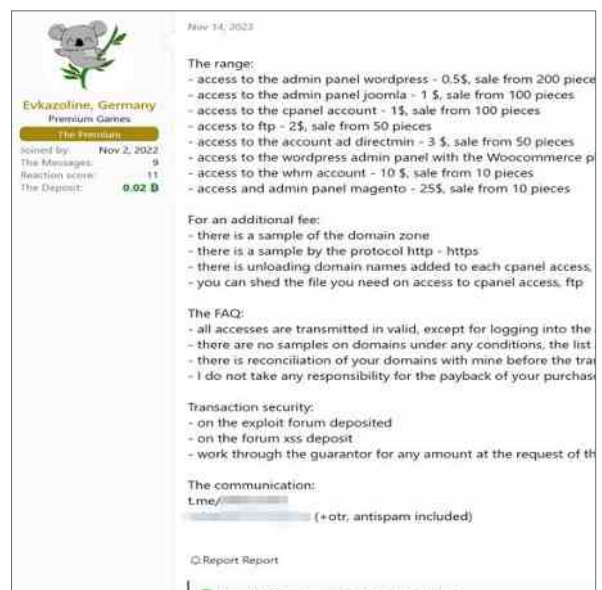 Nov 14, 2023
Evkazoline, Germany
Premium Games
The Premium
Joined by: Nov 2, 2022
The Messages: 9
Reaction score: 11
The Deposit: 0.02 ₿
The range:
- access to the admin panel wordpress - 0.5$, sale from 200 piece
- access to the admin panel joomla - 1 $, sale from 100 pieces
- access to the cpanel account - 1$, sale from 100 pieces
- access to ftp - 2$, sale from 50 pieces
- access to the account ad directmin - 3 $, sale from 50 pieces
- access to the wordpress admin panel with the Woocommerce p
- access to the whm account - 10 $, sale from 10 pieces
- access and admin panel magento - 25$, sale from 10 pieces
For an additional fee:
- there is a sample of the domain zone
- there is a sample by the protocol http - https
- there is unloading domain names added to each cpanel access,
- you can shed the file you need on access to cpanel access, ftp
The FAQ:
- all accesses are transmitted in valid, except for logging into the
- there are no samples on domains under any conditions, the list
- there is reconciliation of your domains with mine before the tra
- I do not take any responsibility for the payback of your purchas
Transaction security:
- on the exploit forum deposited
- on the forum xss deposit
- work through the guarantor for any amount at the request of th
The communication:
t.me/
(+otr, antispam included)
Report Report